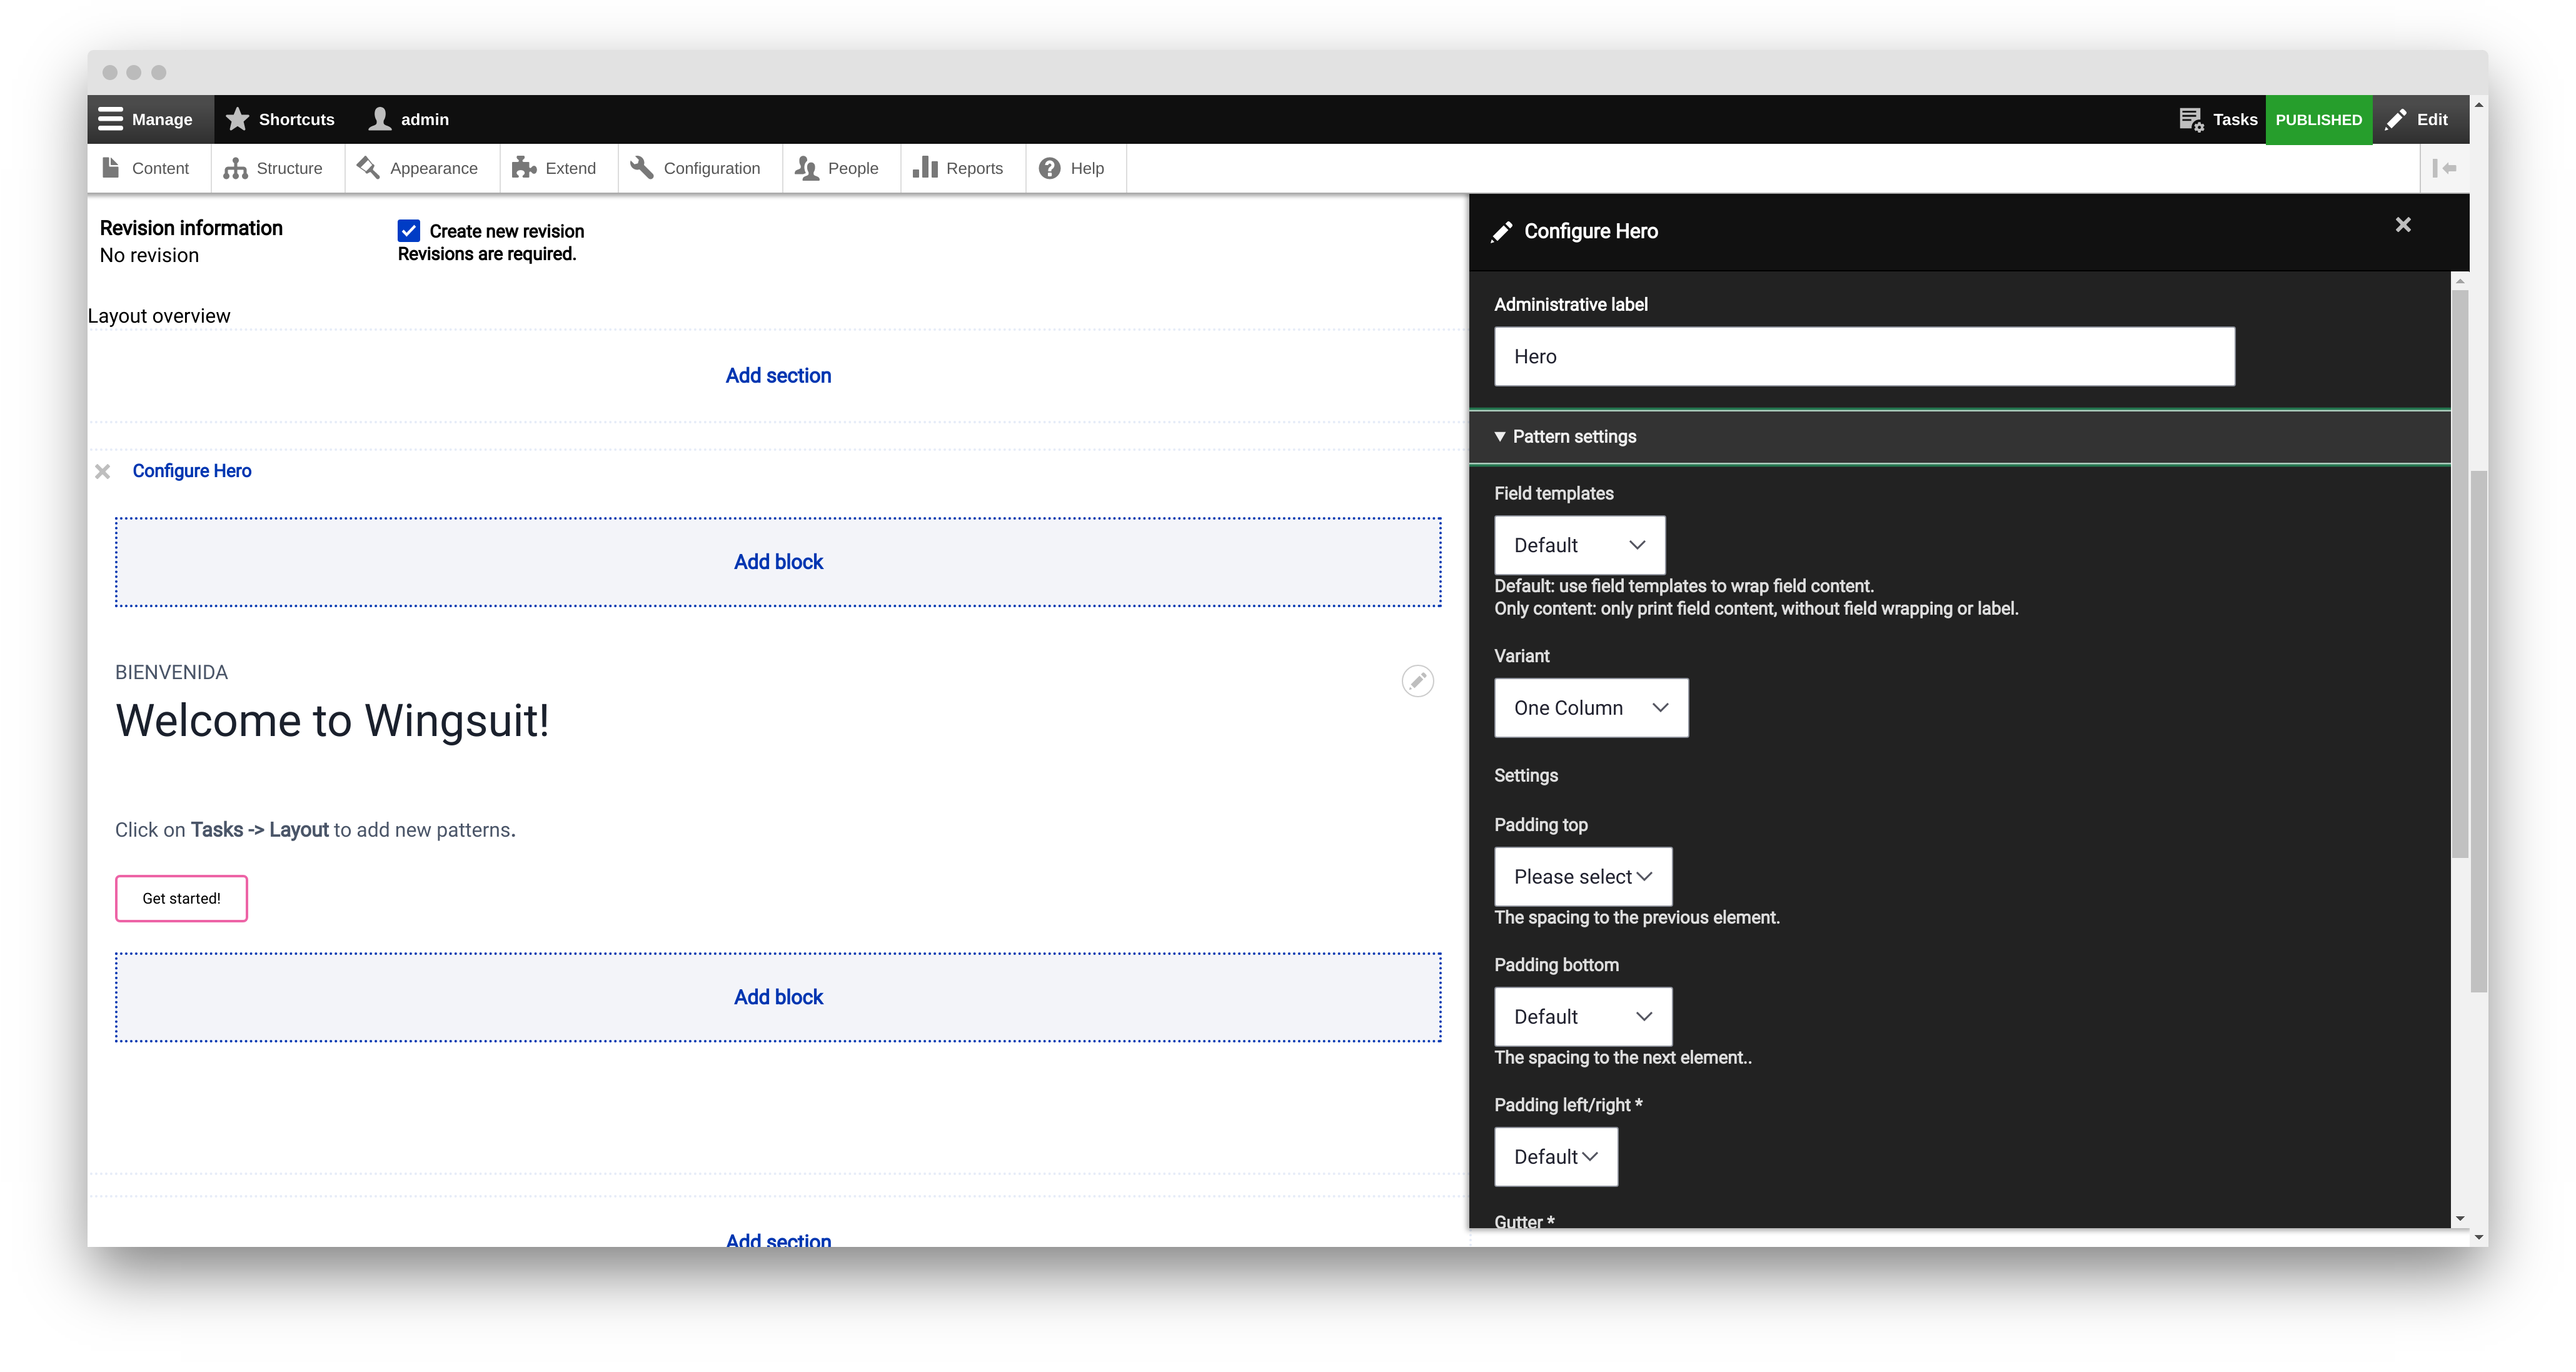 Manage Shortcuts admin Tasks PUBLISHED Edit
Content Structure Appearance Extend Configuration People Reports Help
Revision information
No revision
Create new revision
Revisions are required.
Layout overview
Add section
Configure Hero
Add block
BIENVENIDA
Welcome to Wingsuit!
Click on Tasks -> Layout to add new patterns.
Get started!
Add block
Add section
Configure Hero
Administrative label
Hero
Pattern settings
Field templates
Default
Default: use field templates to wrap field content.
Only content: only print field content, without field wrapping or label.
Variant
One Column
Settings
Padding top
Please select
The spacing to the previous element.
Padding bottom
Default
The spacing to the next element..
Padding left/right *
Default
Gutter *